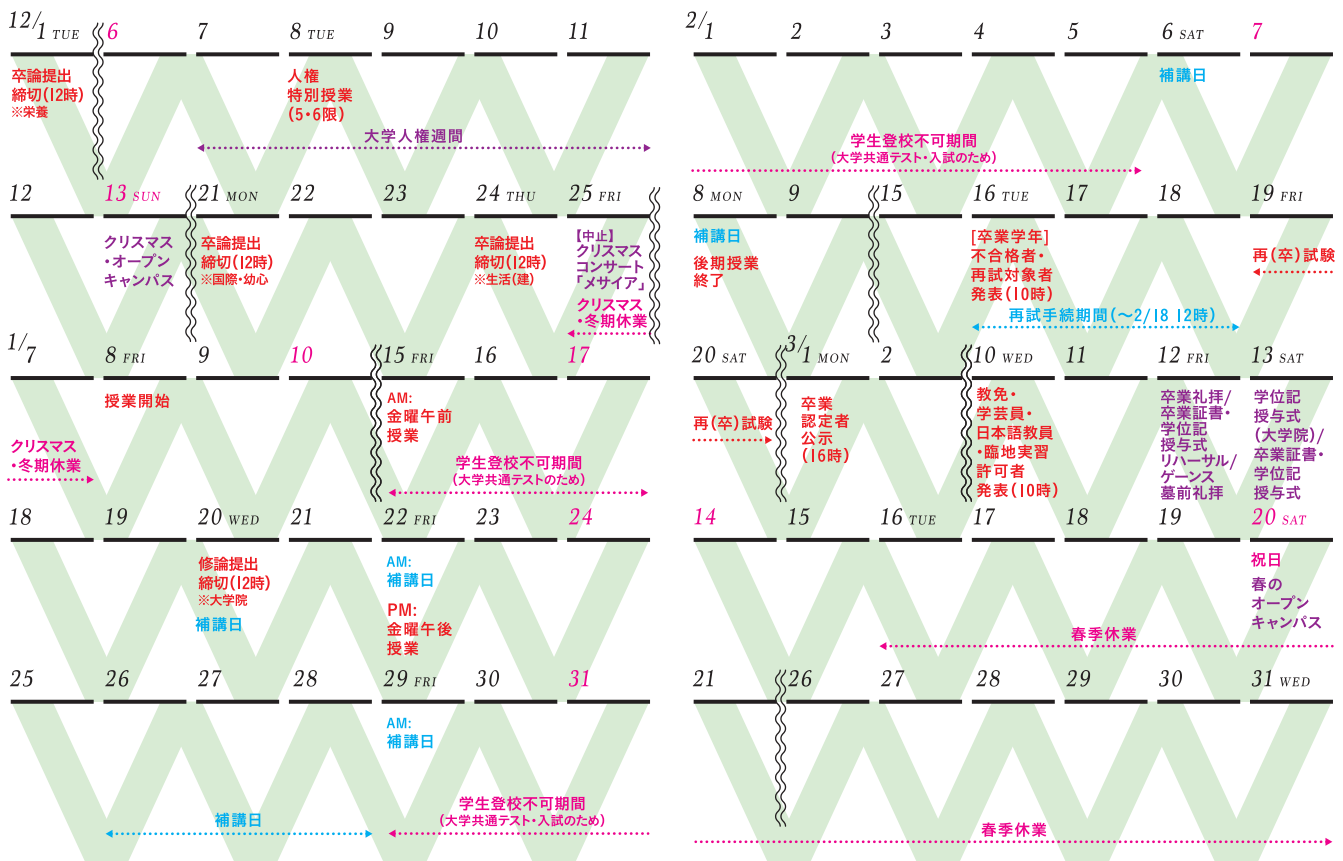 12/1 TUE
6
7
8 TUE
9
10
11
卒論提出
締切(12時)
※栄養
人権
特別授業
(5・6限)
大学人権週間
12
13 SUN
21 MON
22
23
24 THU
25 FRI
クリスマス
・オープン
キャンパス
卒論提出
締切(12時)
※国際・幼心
卒論提出
締切(12時)
※生活(建)
【中止】
クリスマス
コンサート
「メサイア」
クリスマス
・冬期休業
1/7
8 FRI
9
10
15 FRI
16
17
クリスマス
・冬期休業
授業開始
AM:
金曜午前
授業
学生登校不可期間
(大学共通テストのため)
18
19
20 WED
21
22 FRI
23
24
修論提出
締切(12時)
※大学院
補講日
AM:
補講日
PM:
金曜午後
授業
25
26
27
28
29 FRI
30
31
補講日
AM:
補講日
学生登校不可期間
(大学共通テスト・入試のため)
2/1
2
3
4
5
6 SAT
7
補講日
学生登校不可期間
(大学共通テスト・入試のため)
8 MON
9
15
16 TUE
17
18
19 FRI
補講日
後期授業
終了
[卒業学年]
不合格者・
再試対象者
発表(10時)
再試手続期間(〜2/18 12時)
再(卒)試験
20 SAT
3/1 MON
2
10 WED
11
12 FRI
13 SAT
再(卒)試験
卒業
認定者
公示
(16時)
教免・
学芸員・
日本語教員
・臨地実習
許可者
発表(10時)
卒業礼拝/
卒業証書・
学位記
授与式
リハーサル/
ゲーンス
墓前礼拝
学位記
授与式
(大学院)/
卒業証書・
学位記
授与式
14
15
16 TUE
17
18
19
20 SAT
祝日
春の
オープン
キャンパス
春季休業
21
26
27
28
29
30
31 WED
春季休業